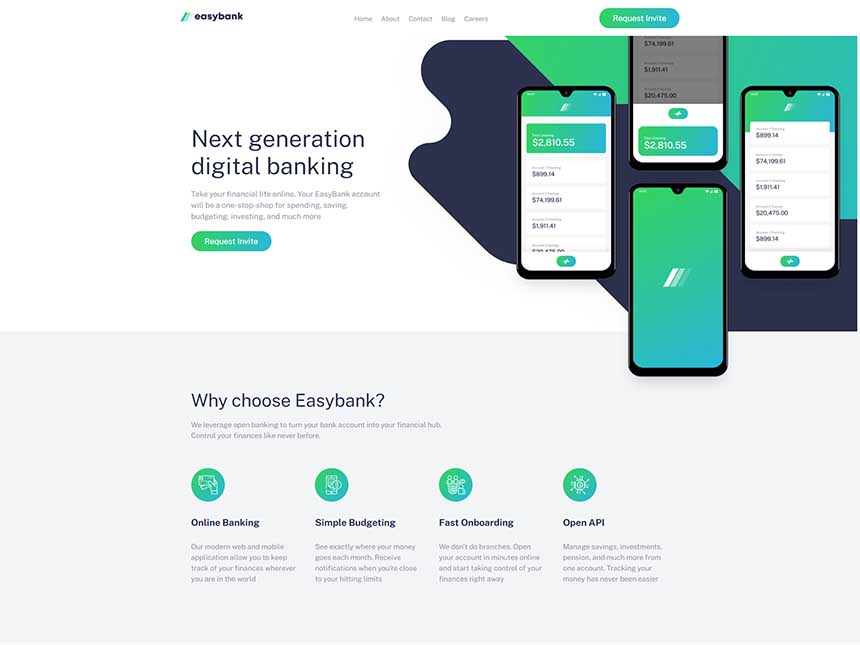 easybank
Home
About
Contact
Blog
Careers
Request Invite
Next generation
digital banking
Take your financial life online. Your EasyBank account
will be a one-stop-shop for spending, saving,
budgeting, investing, and much more
Request Invite
Total Checking
$2,810.55
$899.14
$74,199.61
$1,911.41
$74,199.61
$1,911.41
$20,475.00
Total Checking
$2,810.55
$899.14
$74,199.61
$1,911.41
$20,475.00
$899.14
Why choose Easybank?
We leverage open banking to turn your bank account into your financial hub.
Control your finances like never before.
Online Banking
Our modern web and mobile
application allow you to keep
track of your finances wherever
you are in the world
Simple Budgeting
See exactly where your money
goes each month. Receive
notifications when you're close
to your hitting limits
Fast Onboarding
We don't do branches. Open
your account in minutes online
and start taking control of your
finances right away
Open API
Manage savings, investments,
pension, and much more from
one account. Tracking your
money has never been easier